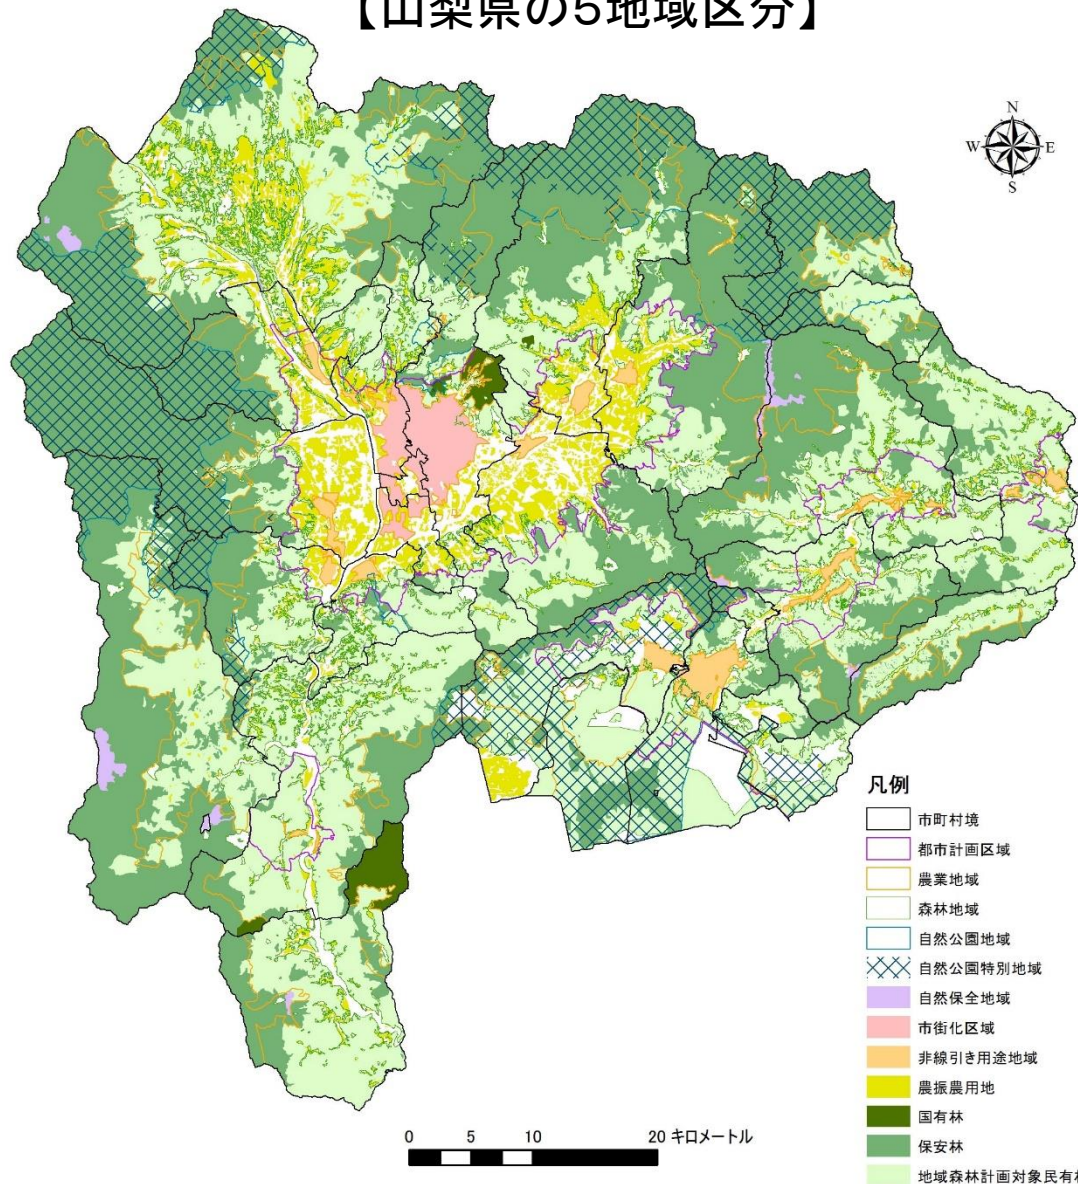 【山梨県の5地域区分】
N
W E
S
凡例
市町村境
都市計画区域
農業地域
森林地域
自然公園地域
自然公園特別地域
自然保全地域
市街化区域
非線引き用途地域
農振農用地
国有林
保安林
地域森林計画対象民有林
0 5 10 20 キロメートル